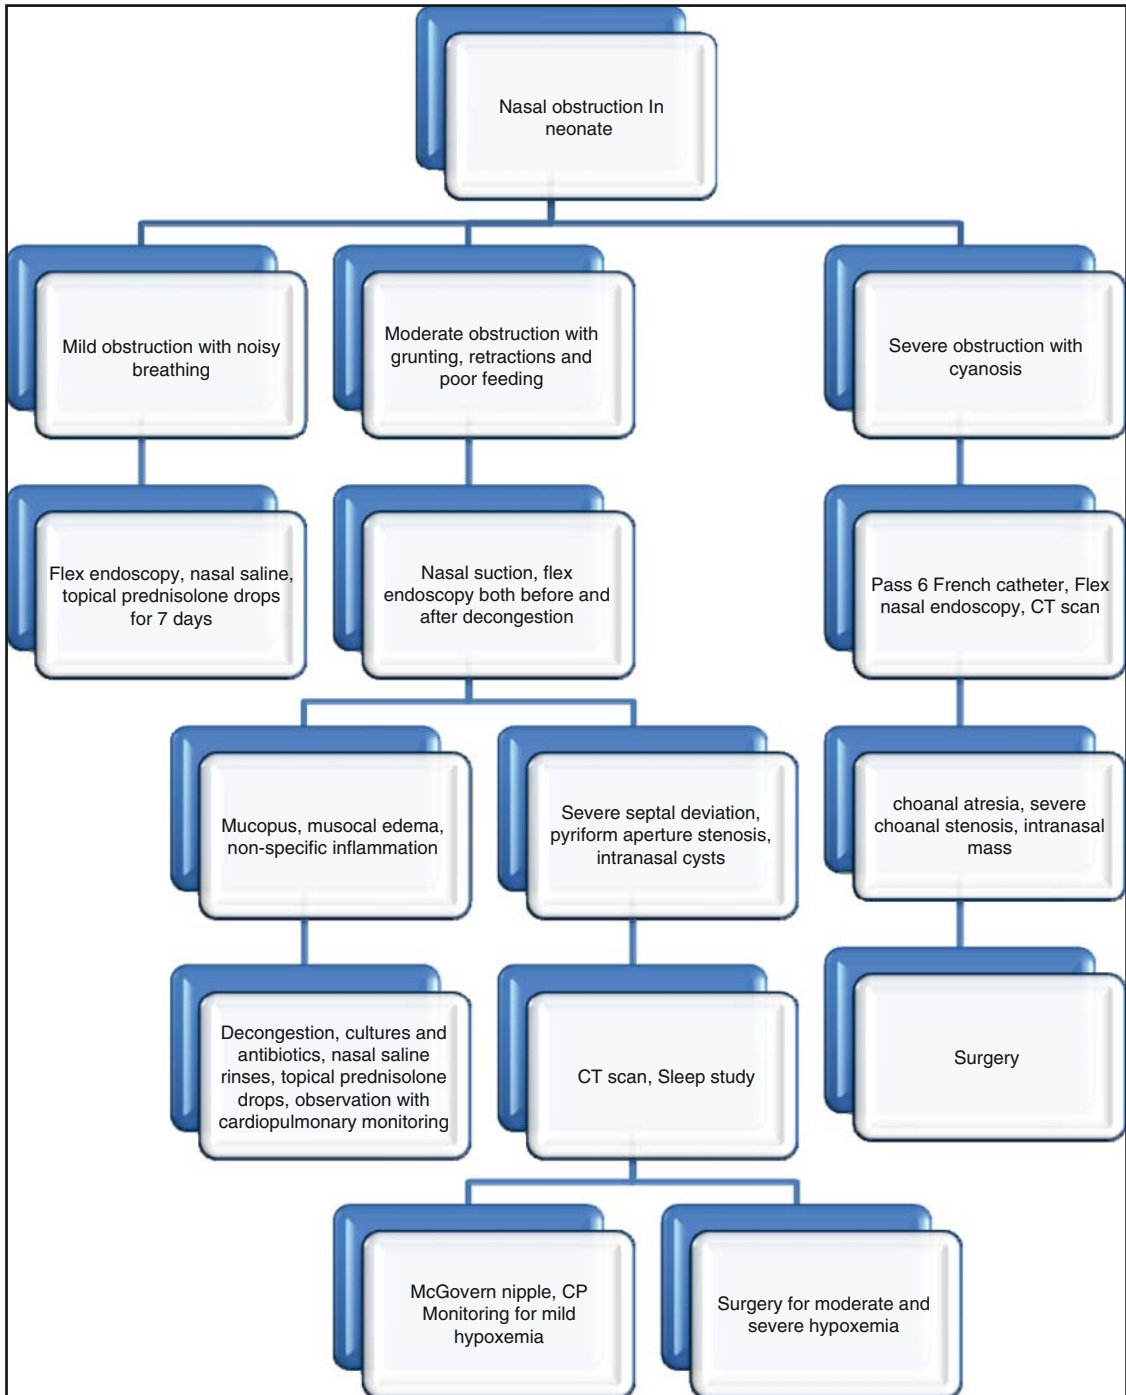 Nasal obstruction In
neonate
Mild obstruction with noisy
breathing
Moderate obstruction with
grunting, retractions and
poor feeding
Severe obstruction with
cyanosis
Flex endoscopy, nasal saline,
topical prednisolone drops
for 7 days
Nasal suction, flex
endoscopy both before and
after decongestion
Pass 6 French catheter, Flex
nasal endoscopy, CT scan
Mucopus, musocal edema,
non-specific inflammation
Severe septal deviation,
pyriform aperture stenosis,
intranasal cysts
choanal atresia, severe
choanal stenosis, intranasal
mass
Decongestion, cultures and
antibiotics, nasal saline
rinses, topical prednisolone
drops, observation with
cardiopulmonary monitoring
CT scan, Sleep study
Surgery
McGovern nipple, CP
Monitoring for mild
hypoxemia
Surgery for moderate and
severe hypoxemia